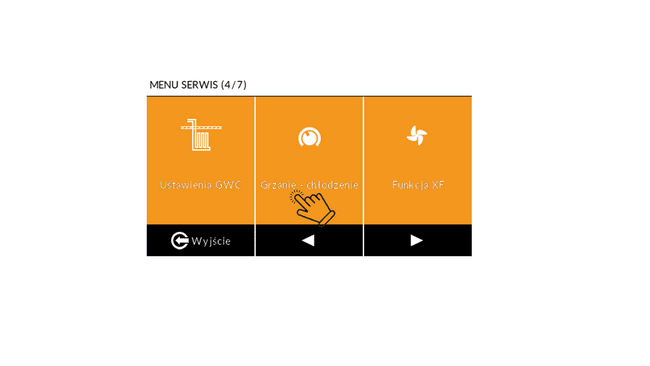 MENU SERWIS (4/7)
Ustawienia GWC
Grzanie - chłodzenie
Funkcja XF
Wyjście